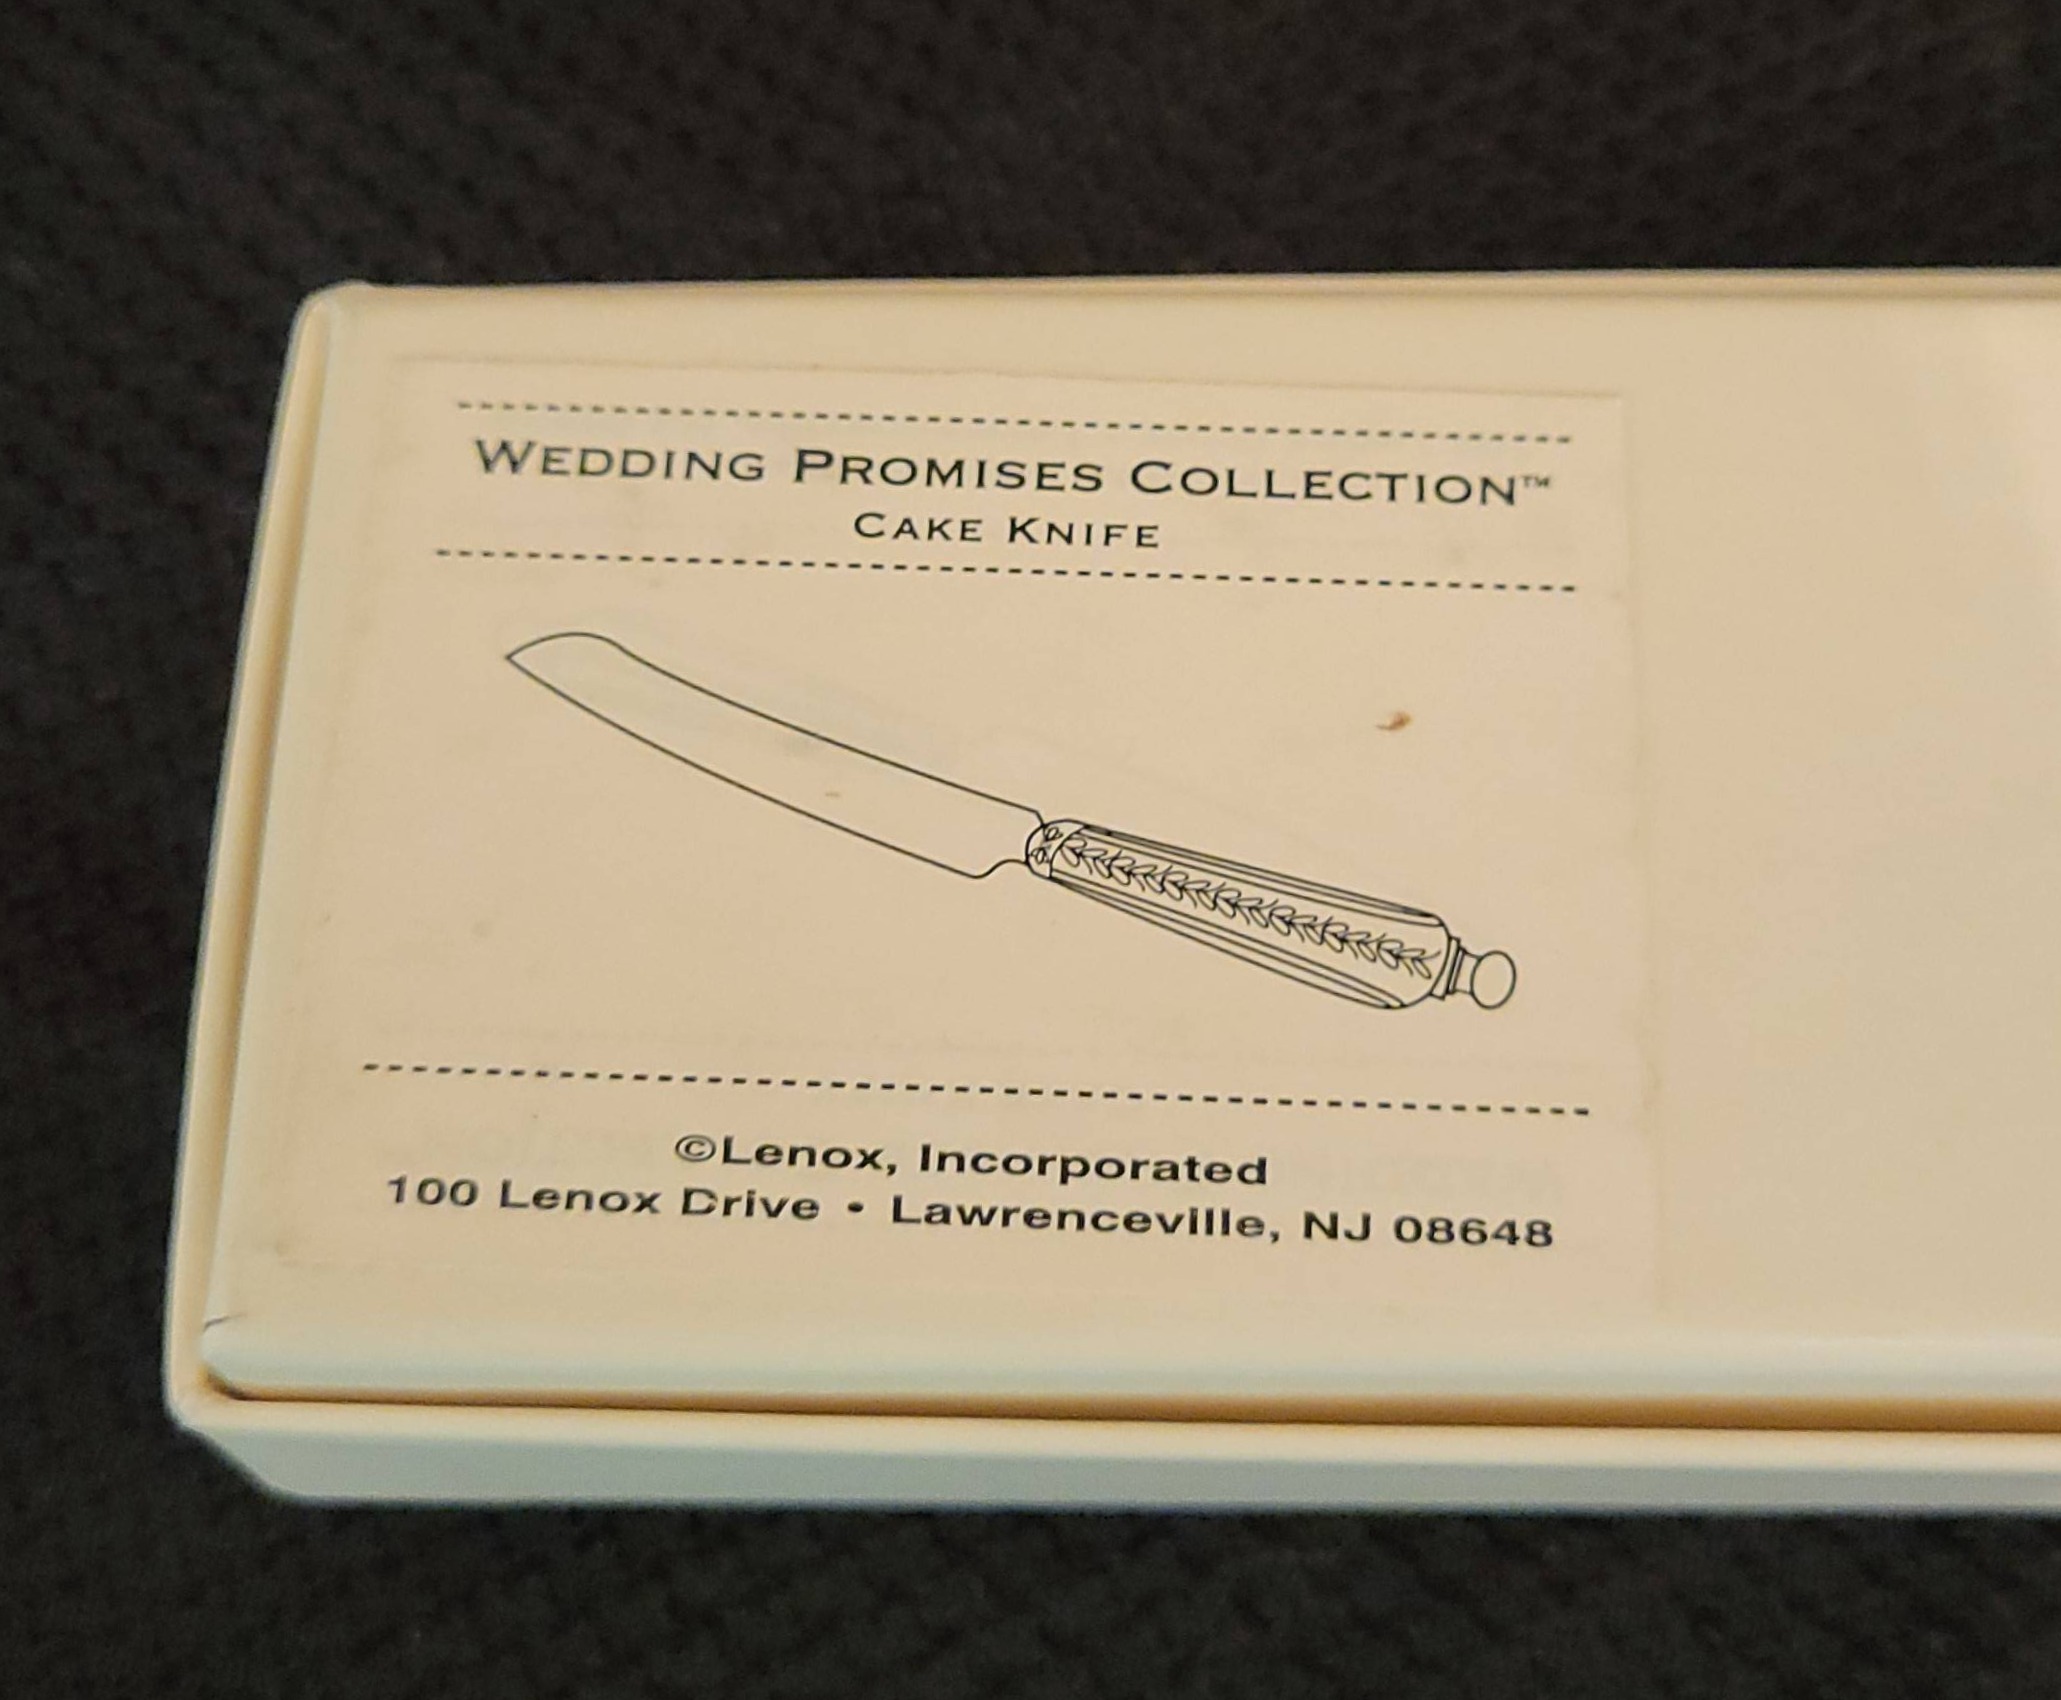 WEDDING PROMISES COLLECTION™
CAKE KNIFE
©Lenox, Incorporated
100 Lenox Drive • Lawrenceville, NJ 08648